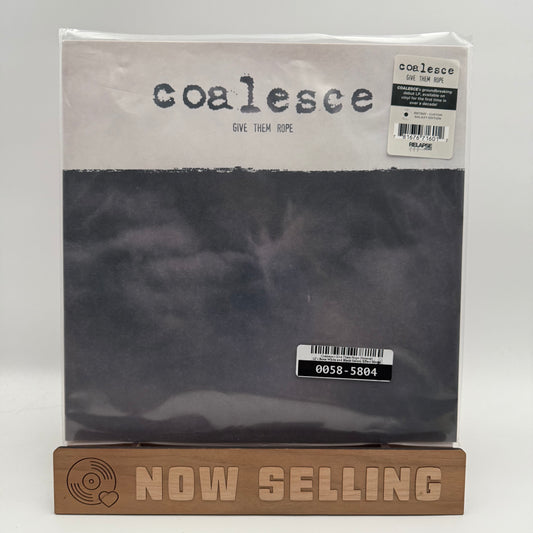 coalesce
GIVE THEM ROPE
coalesce
GIVE THEM ROPE
COALESCE's groundbreaking
debut LP, available on
vinyl for the first time in
over a decade!
RELAPSE
0058-5804
NOW SELLING